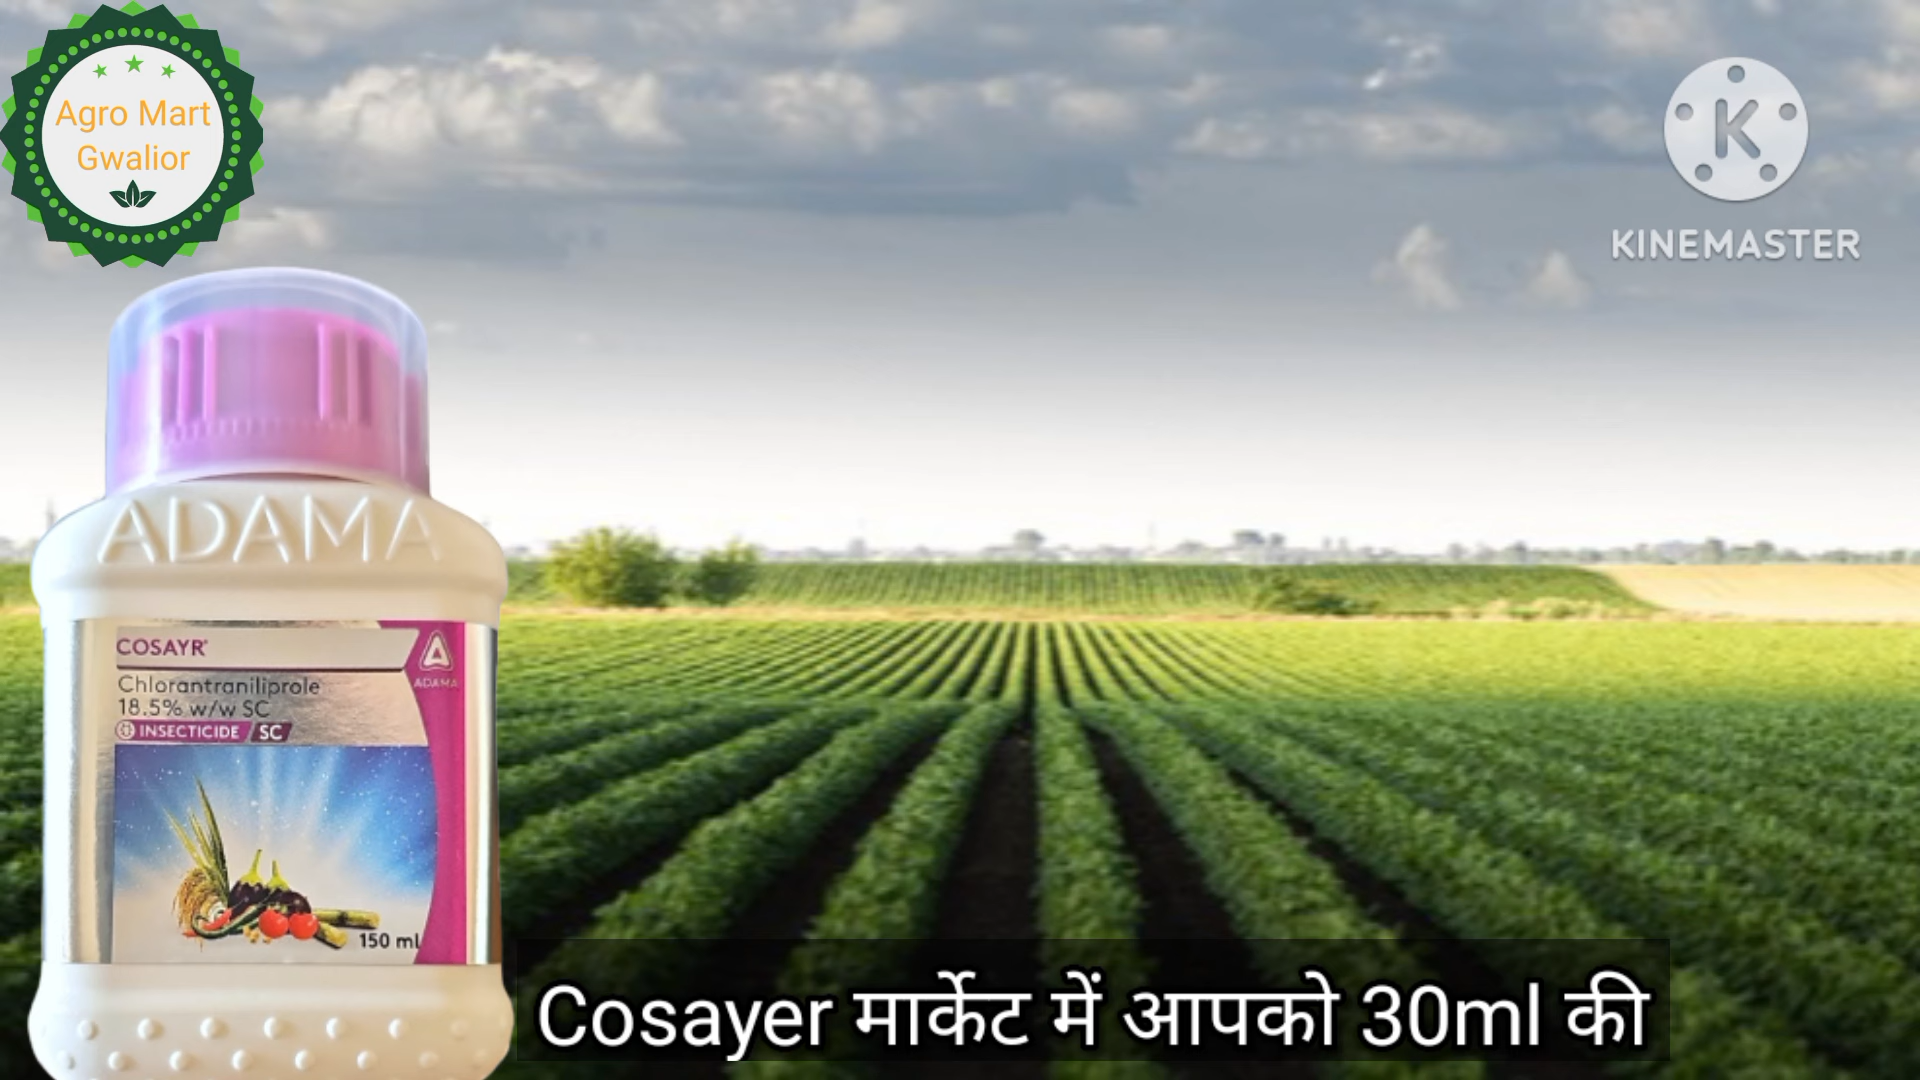 Agro Mart
Gwalior
KINEMASTER
ADAMA
COSAYR®
ADAMA
Chlorantraniliprole
18.5% w/w SC
INSECTICIDE SC
150 ml
Cosayer मार्केट में आपको 30ml की